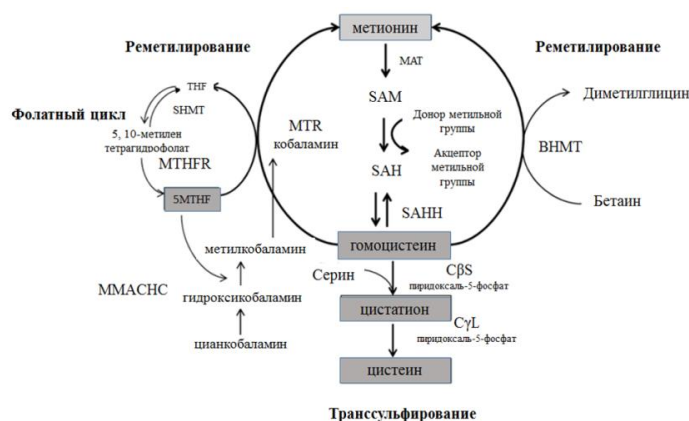 метионин
Реметилирование
Реметилирование
MAT
THF
SAM
Диметилглицин
Фолатный цикл
SHMT
Донор метильной
группы
5, 10-метилен
тетрагидрофолат
MTR
кобаламин
BHMT
Акцептор
метильной
группы
MTHFR
SAH
5MTHF
SAHH
Бетаин
гомоцистеин
метилкобаламин
Серин
CβS
пиридоксаль-5-фосфат
MMACHC
гидроксикобаламин
цистатион
CγL
пиридоксаль-5-фосфат
цианкобаламин
цистеин
Транссульфирование